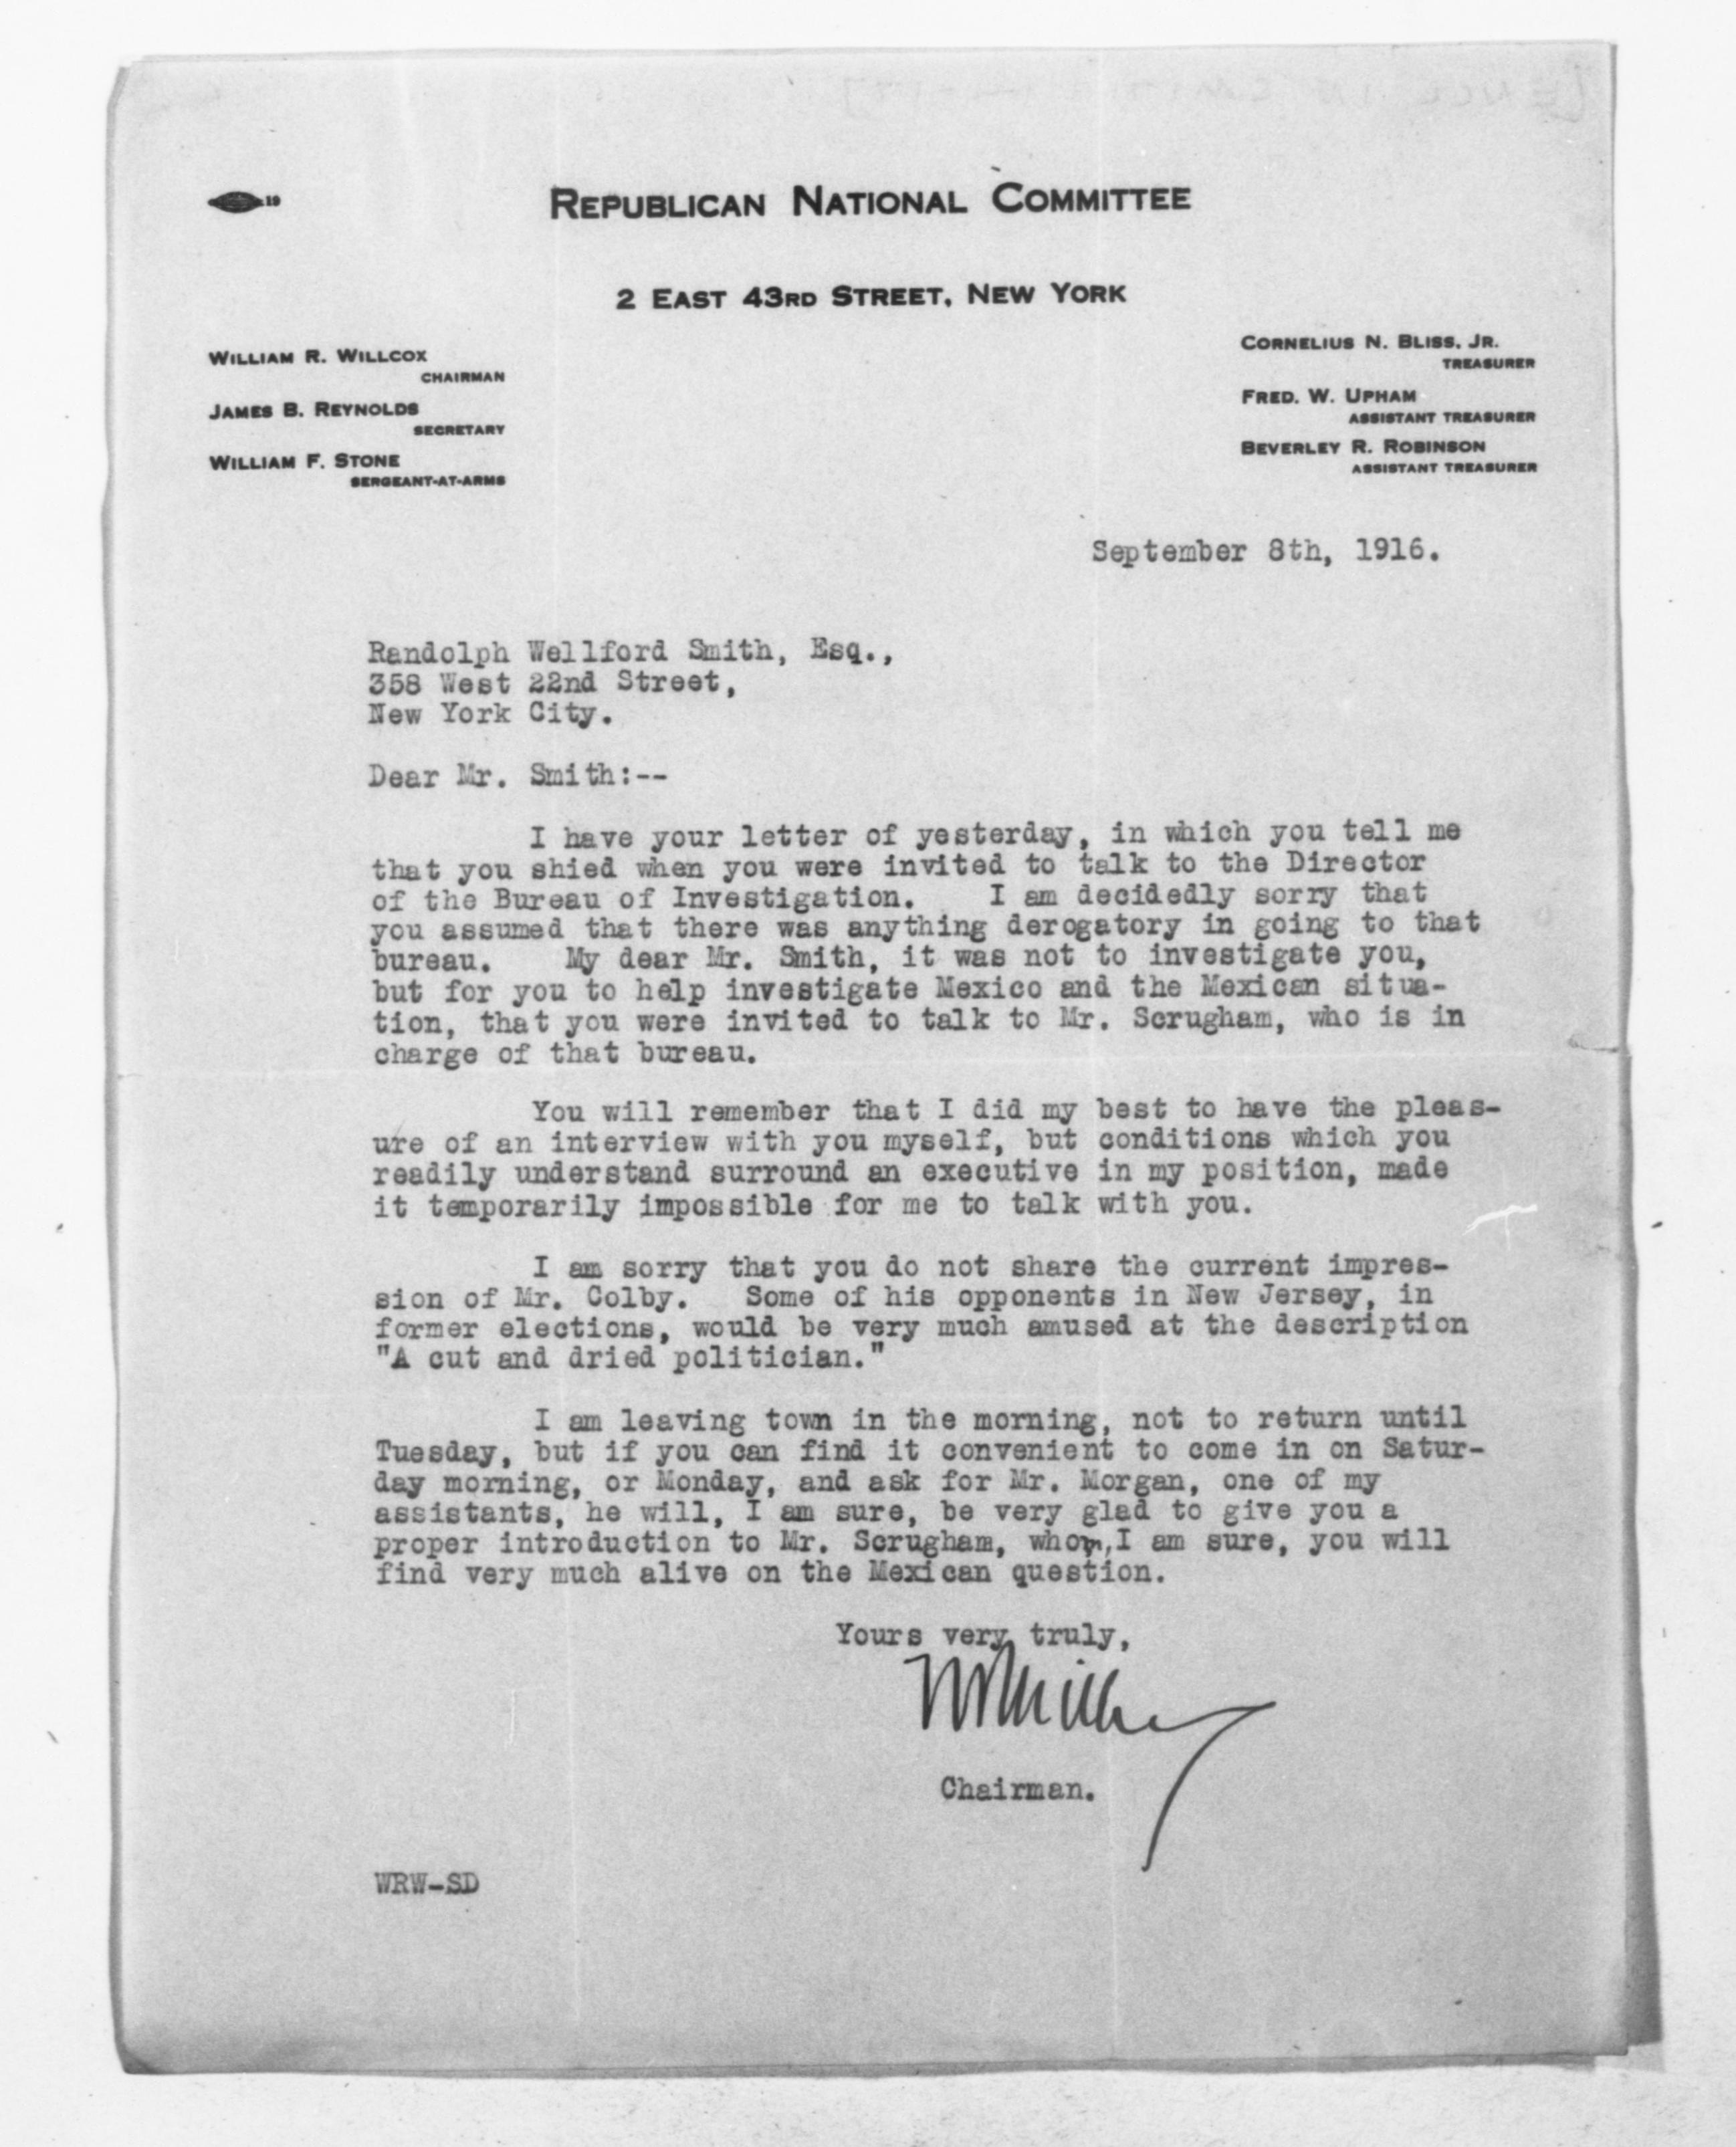 19
REPUBLICAN NATIONAL COMMITTEE
2 EAST 43RD STREET, NEW YORK
WILLIAM R. WILLCOX
CHAIRMAN
JAMES B. REYNOLDS
SECRETARY
WILLIAM F. STONE
SERGEANT-AT-ARMS
CORNELIUS N. BLISS, JR.
TREASURER
FRED. W. UPHAM
ASSISTANT TREASURER
BEVERLEY R. ROBINSON
ASSISTANT TREASURER
September 8th, 1916.
Randolph Wellford Smith, Esq.,
358 West 22nd Street,
New York City.
Dear Mr. Smith:--
I have your letter of yesterday, in which you tell me
that you shied when you were invited to talk to the Director
of the Bureau of Investigation. I am decidedly sorry that
you assumed that there was anything derogatory in going to that
bureau. My dear Mr. Smith, it was not to investigate you,
but for you to help investigate Mexico and the Mexican situa-
tion, that you were invited to talk to Mr. Scrugham, who is in
charge of that bureau.
You will remember that I did my best to have the pleas-
ure of an interview with you myself, but conditions which you
readily understand surround an executive in my position, made
it temporarily impossible for me to talk with you.
I am sorry that you do not share the current impres-
sion of Mr. Colby. Some of his opponents in New Jersey, in
former elections, would be very much amused at the description
"A cut and dried politician."
I am leaving town in the morning, not to return until
Tuesday, but if you can find it convenient to come in on Satur-
day morning, or Monday, and ask for Mr. Morgan, one of my
assistants, he will, I am sure, be very glad to give you a
proper introduction to Mr. Scrugham, whom, I am sure, you will
find very much alive on the Mexican question.
Yours very truly,
Chairman.
WRW-SD